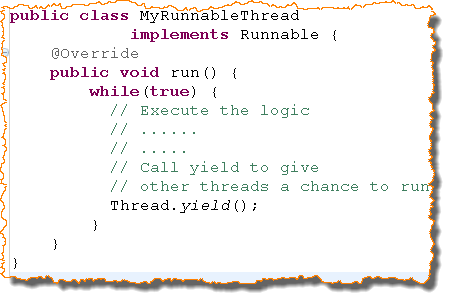 public class MyRunnableThread
implements Runnable {
@Override
public void run() {
while(true) {
// Execute the logic
// ......
// .....
// Call yield to give
// other threads a chance to run
Thread.yield();
}
}
}